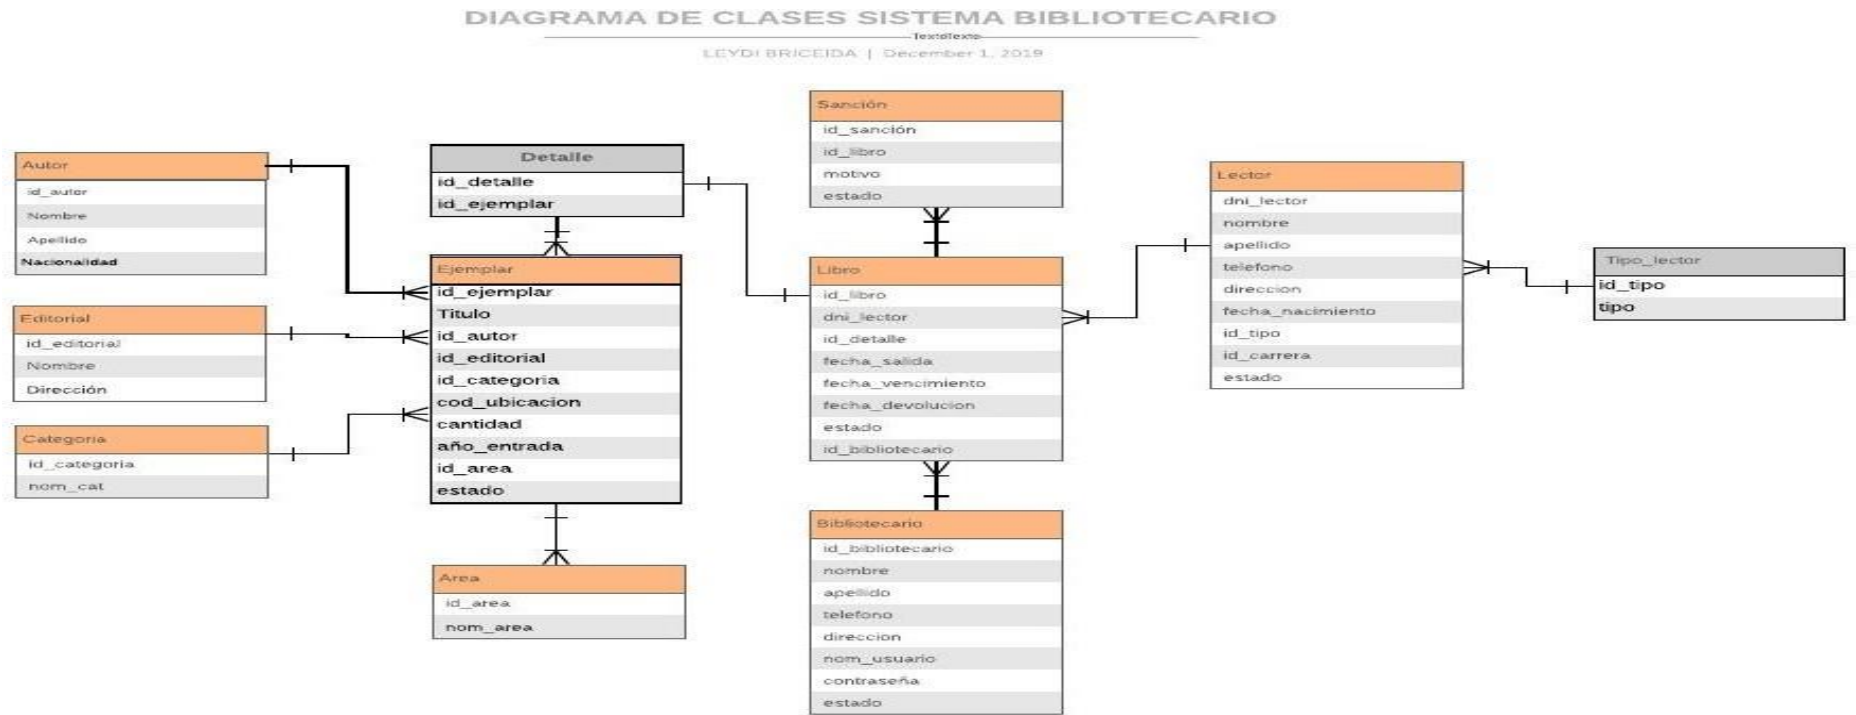 DIAGRAMA DE CLASES SISTEMA BIBLIOTECARIO
TextoTexto
LEYDI BRICEIDA | December 1, 2019
Autor
id_autor
Nombre
Apellido
Nacionalidad
Editorial
id_editorial
Nombre
Dirección
Categoria
id_categoria
nom_cat
Detalle
id_detalle
id_ejemplar
Ejemplar
id_ejemplar
Titulo
id_autor
id_editorial
id_categoria
cod_ubicacion
cantidad
año_entrada
id_area
estado
Area
id_area
nom_area
Sanción
id_sanción
id_libro
motivo
estado
Libro
id_libro
dni_lector
id_detalle
fecha_salida
fecha_vencimiento
fecha_devolucion
estado
id_bibliotecario
Bibliotecario
id_bibliotecario
nombre
apellido
telefono
direccion
nom_usuario
contraseña
estado
Lector
dni_lector
nombre
apellido
telefono
direccion
fecha_nacimiento
id_tipo
id_carrera
estado
Tipo_lector
id_tipo
tipo